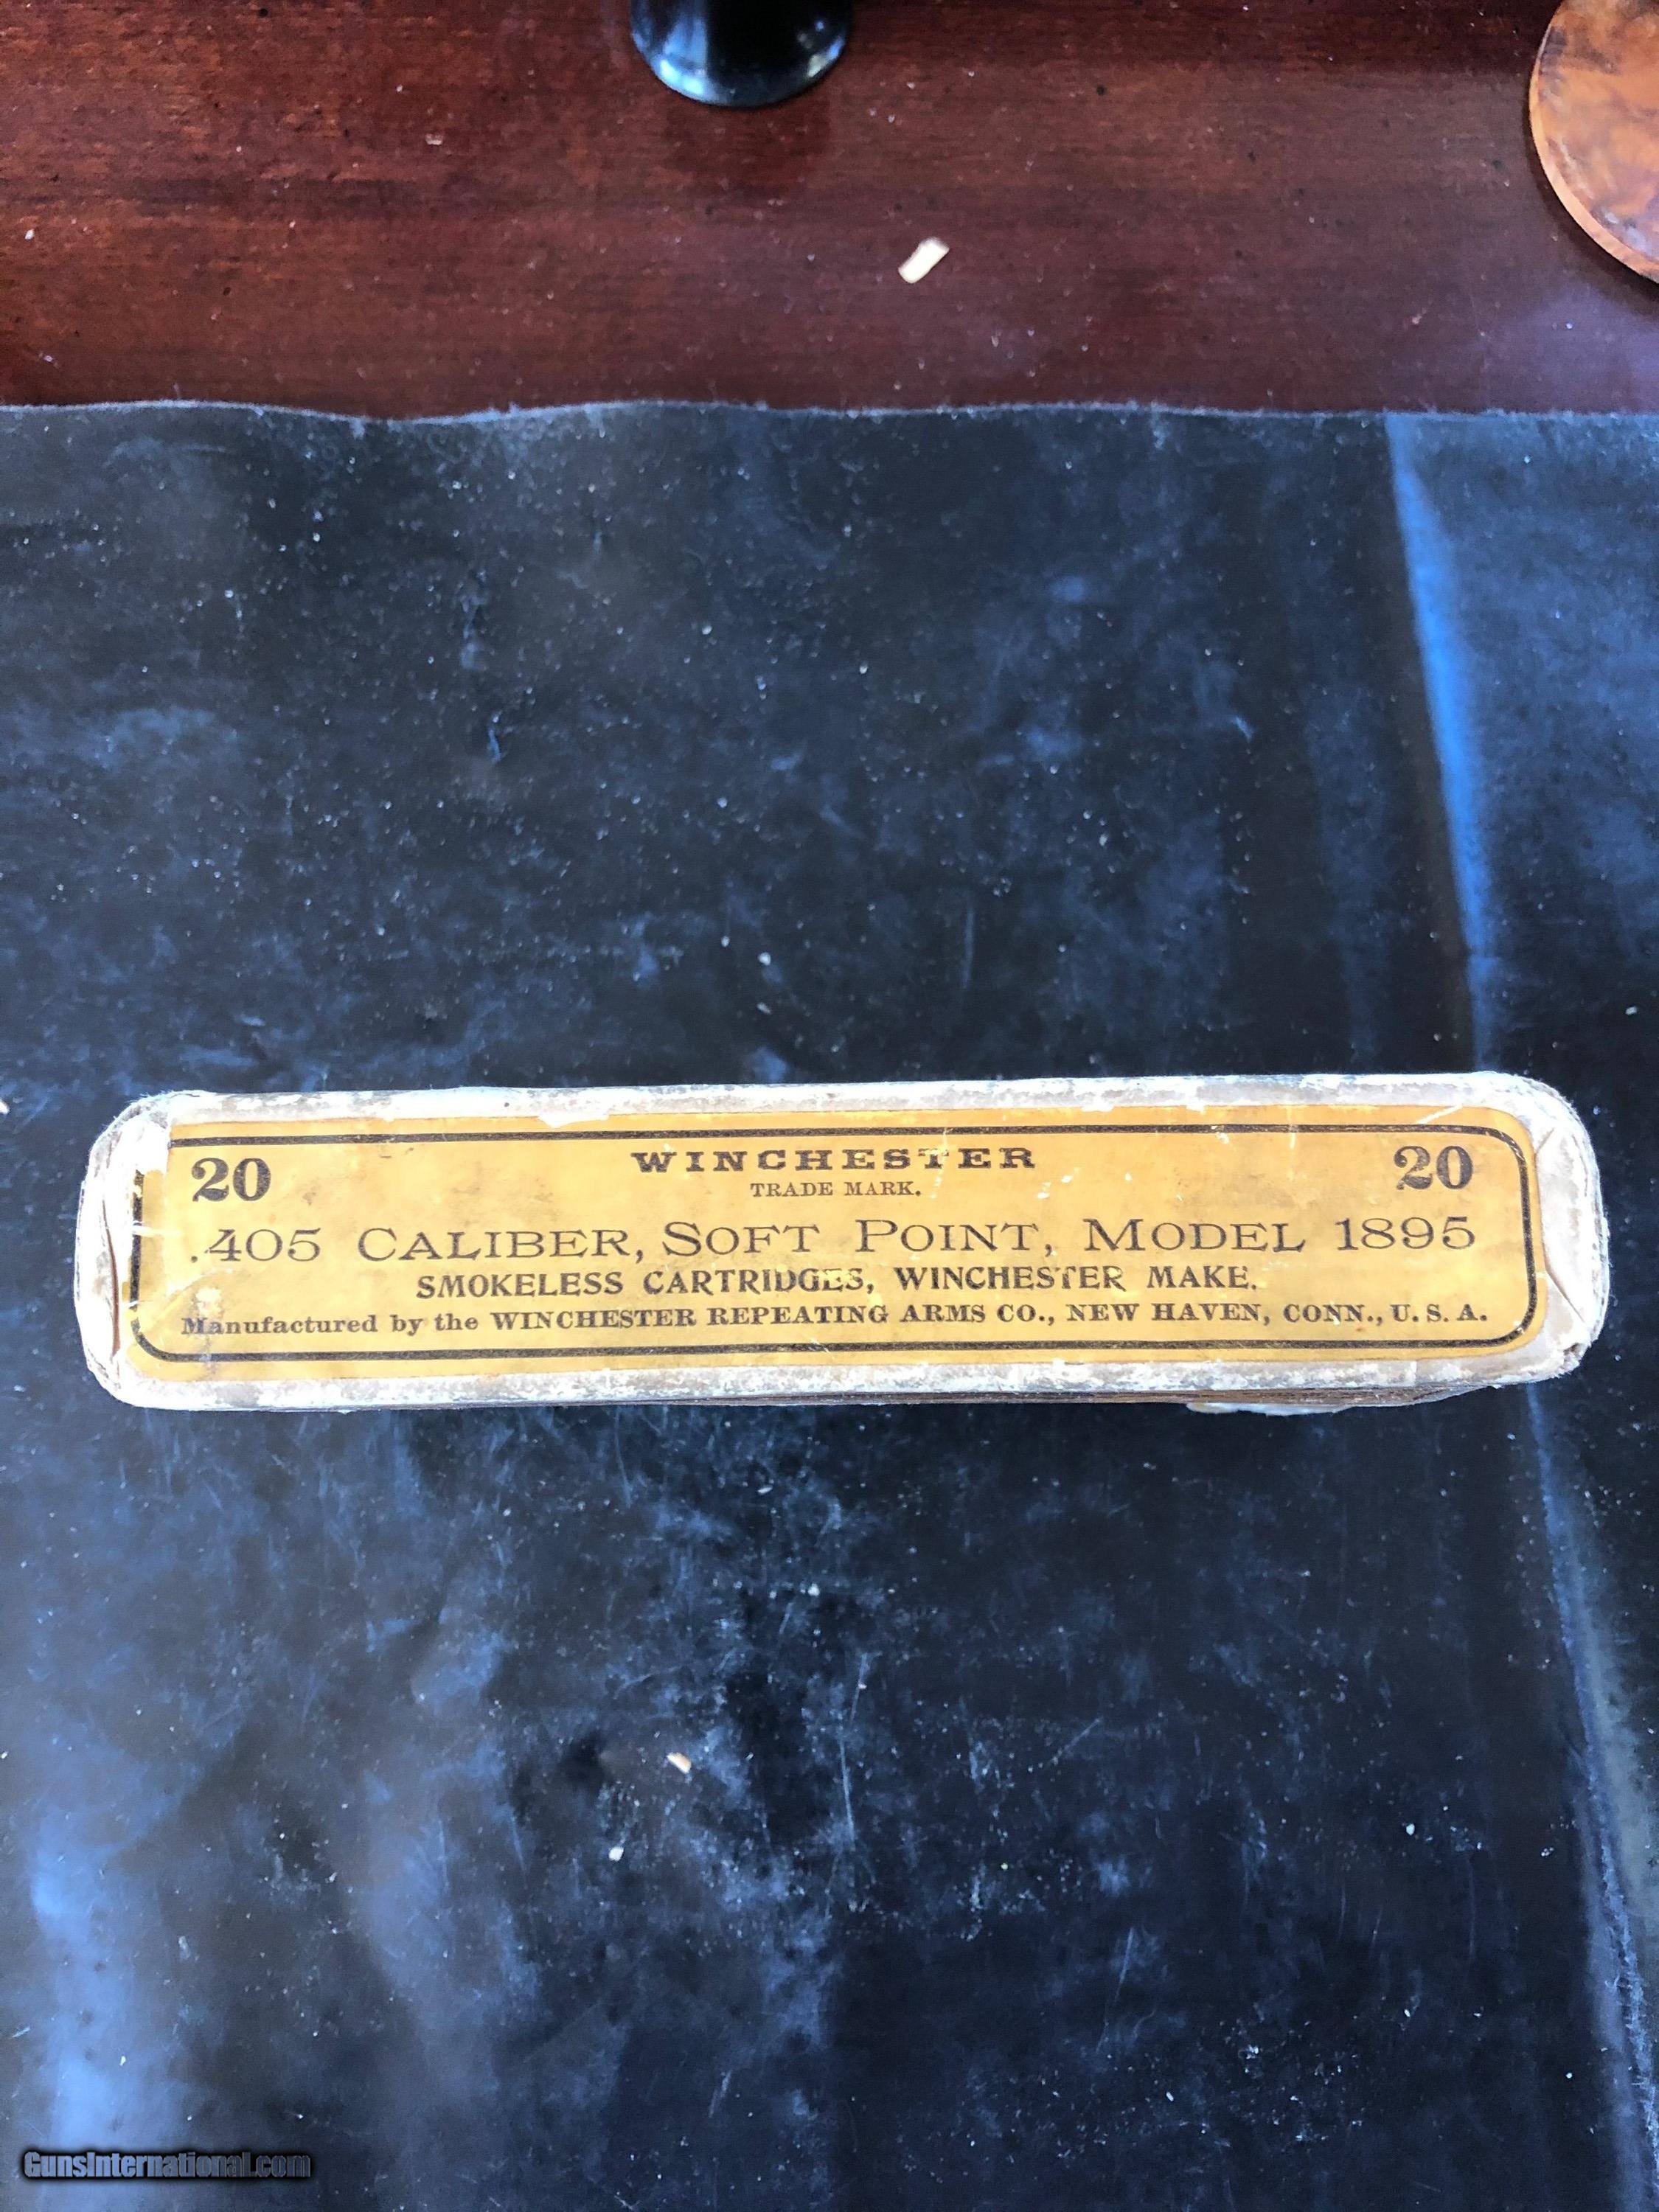 20 WINCHESTER 20
TRADE MARK.
.405 CALIBER, SOFT POINT, MODEL 1895
SMOKELESS CARTRIDGES, WINCHESTER MAKE.
Manufactured by the WINCHESTER REPEATING ARMS CO., NEW HAVEN, CONN., U. S. A.
GunsInternational.com